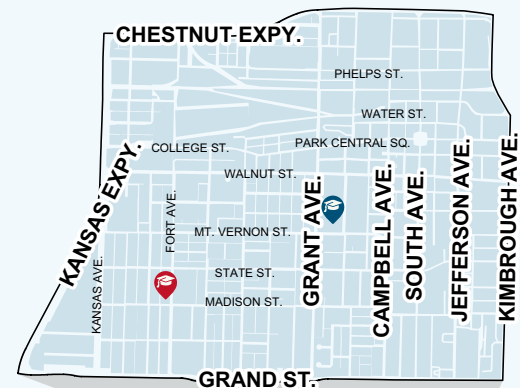 CHESTNUT EXPY.
PHELPS ST.
WATER ST.
PARK CENTRAL SQ.
COLLEGE ST.
WALNUT ST.
KANSAS EXPY.
FORT AVE.
GRANT AVE.
CAMPBELL AVE.
SOUTH AVE.
JEFFERSON AVE.
KIMBROUGH AVE.
MT. VERNON ST.
KANSAS AVE.
STATE ST.
MADISON ST.
GRAND ST.